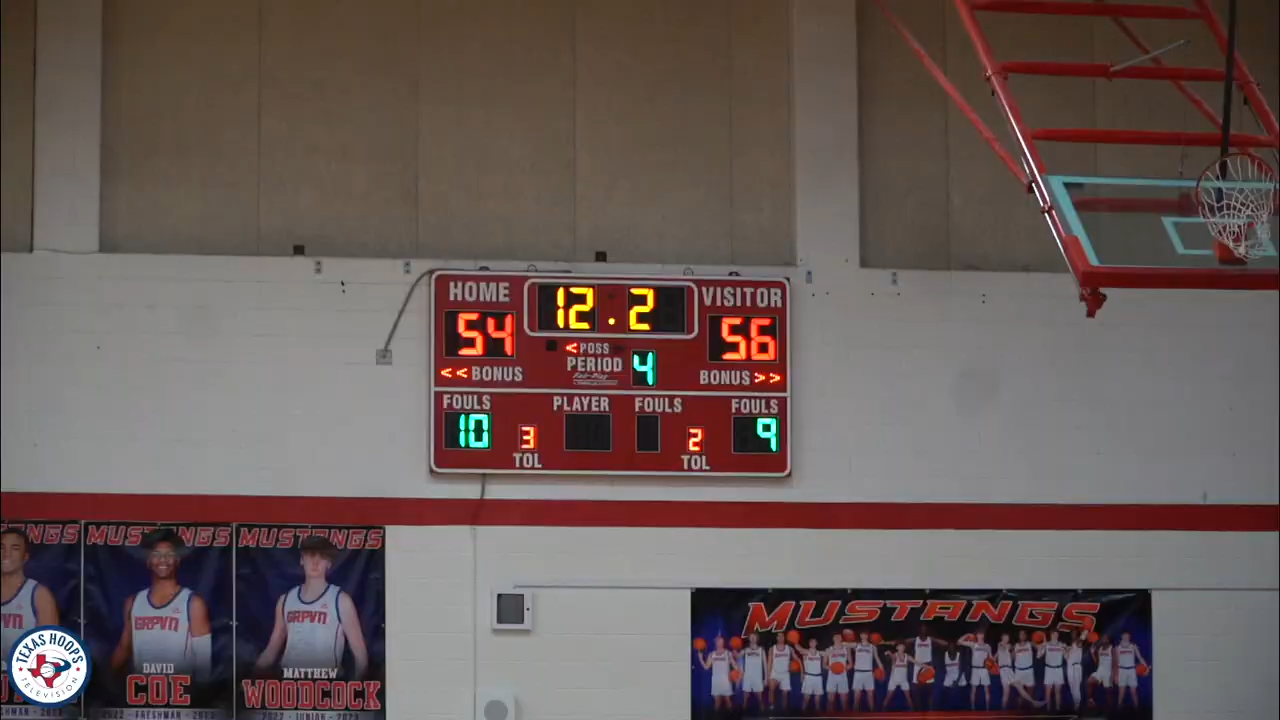 HOME
12.2
VISITOR
54
56
<POSS
PERIOD
4
<<BONUS
BONUS>>
FOULS
PLAYER
FOULS
FOULS
10
3
2
9
TOL
TOL
MUSTANGS
MUSTANGS
GRPVN
GRPVN
DAVID
COE
MATTHEW
WOODCOCK
MUSTANGS
TEXAS HOOPS
TELEVISION